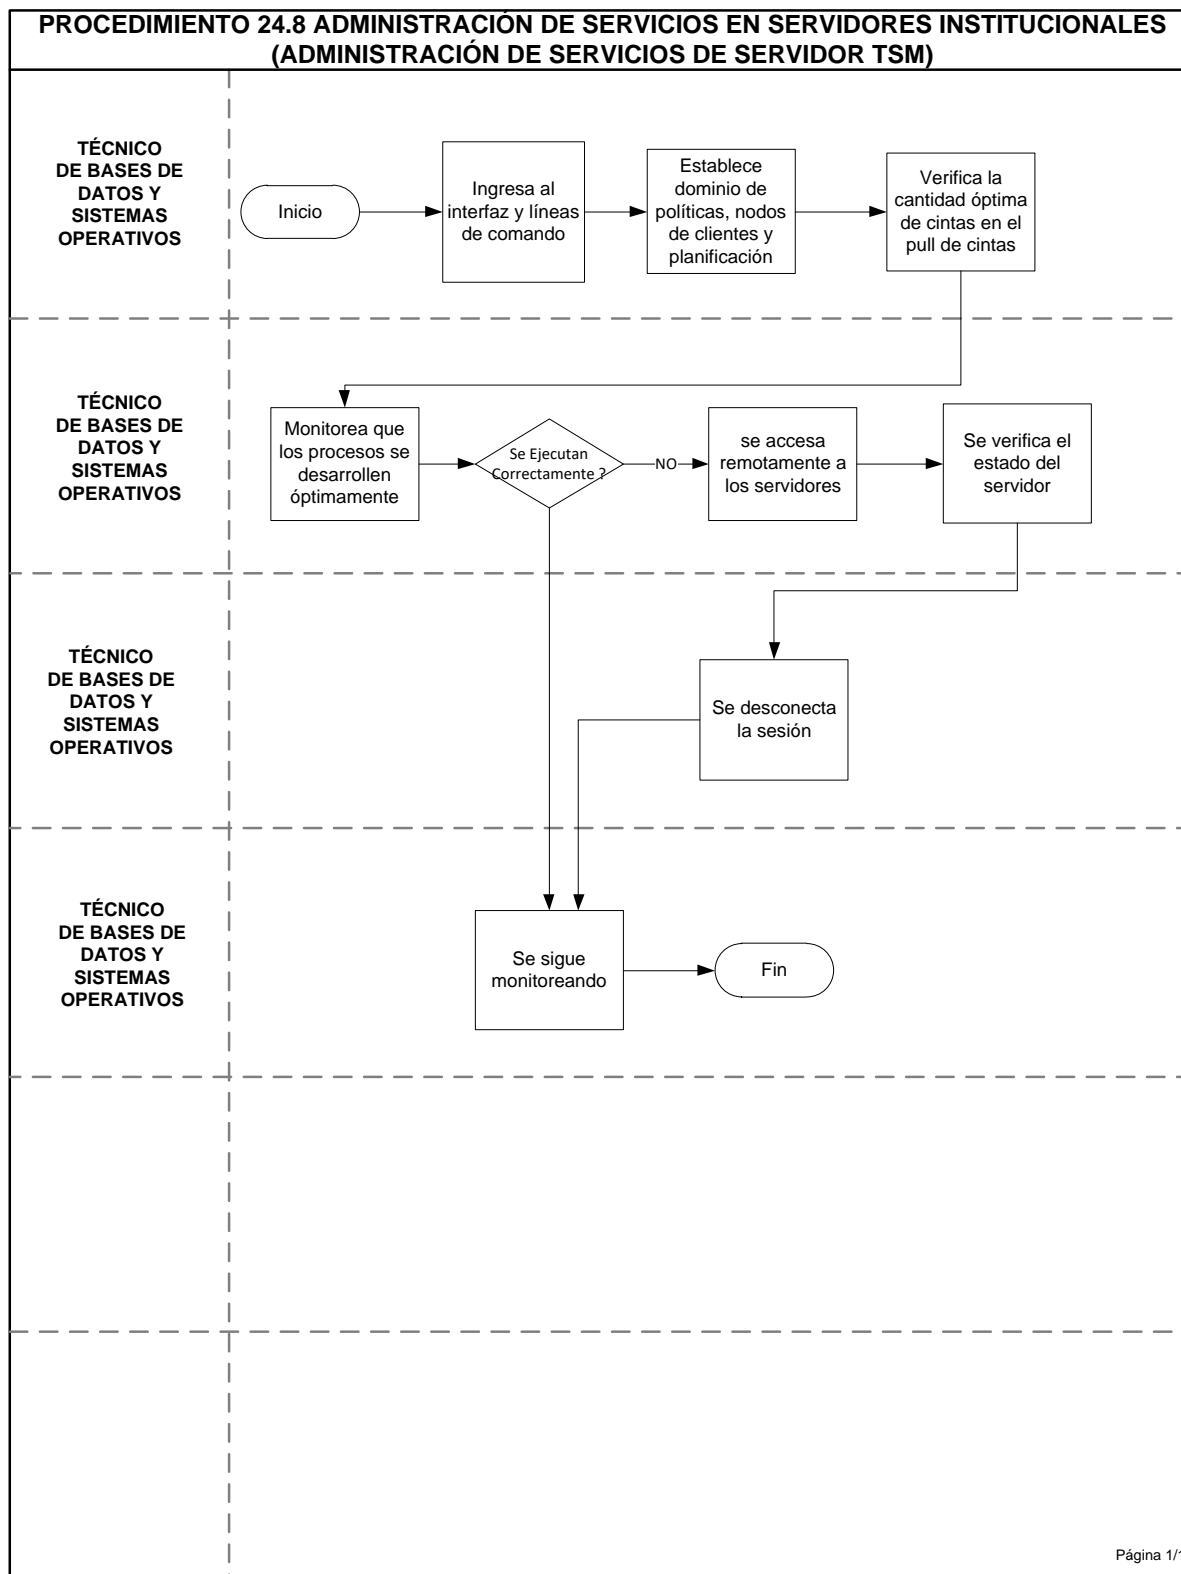 PROCEDIMIENTO 24.8 ADMINISTRACIÓN DE SERVICIOS EN SERVIDORES INSTITUCIONALES
(ADMINISTRACIÓN DE SERVICIOS DE SERVIDOR TSM)
TÉCNICO
DE BASES DE
DATOS Y
SISTEMAS
OPERATIVOS
Inicio
Ingresa al
interfaz y líneas
de comando
Establece
dominio de
políticas, nodos
de clientes y
planificación
Verifica la
cantidad óptima
de cintas en el
pull de cintas
TÉCNICO
DE BASES DE
DATOS Y
SISTEMAS
OPERATIVOS
Monitorea que
los procesos se
desarrollen
óptimamente
Se Ejecutan
Correctamente ?
NO
se accesa
remotamente a
los servidores
Se verifica el
estado del
servidor
TÉCNICO
DE BASES DE
DATOS Y
SISTEMAS
OPERATIVOS
Se desconecta
la sesión
TÉCNICO
DE BASES DE
DATOS Y
SISTEMAS
OPERATIVOS
Se sigue
monitoreando
Fin
Página 1/1